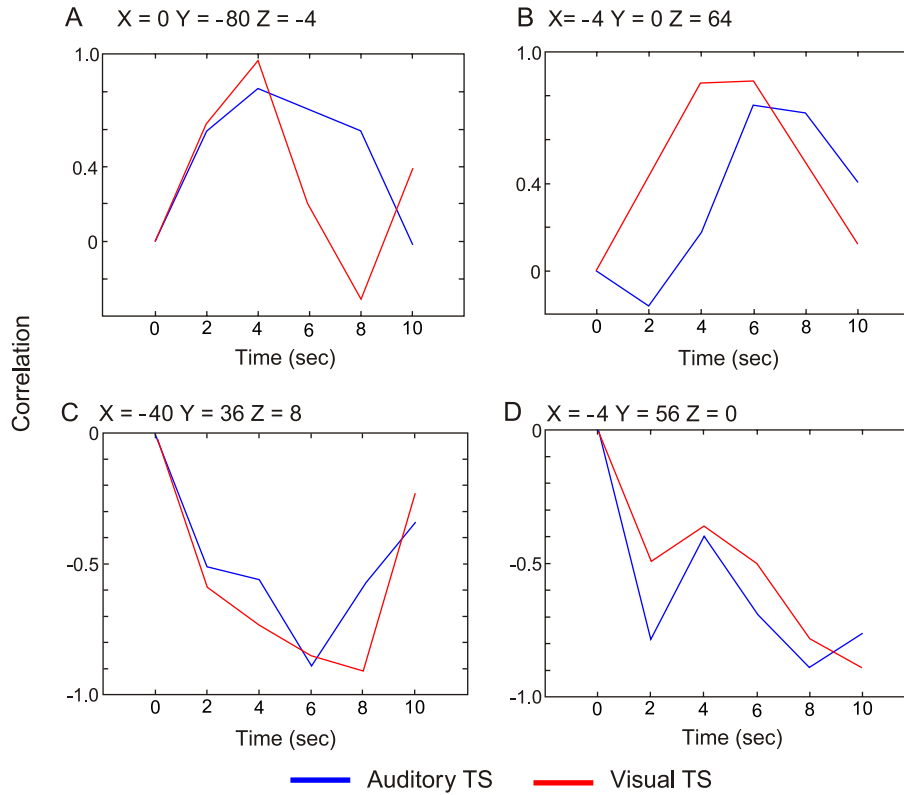 A X = 0 Y = -80 Z = -4
1.0
0.4
0
0 2 4 6 8 10
Time (sec)
B X= -4 Y = 0 Z = 64
1.0
0.4
0
0 2 4 6 8 10
Time (sec)
Correlation
C X = -40 Y = 36 Z = 8
0
-0.5
-1.0
0 2 4 6 8 10
Time (sec)
D X = -4 Y = 56 Z = 0
0
-0.5
-1.0
0 2 4 6 8 10
Time (sec)
Auditory TS Visual TS